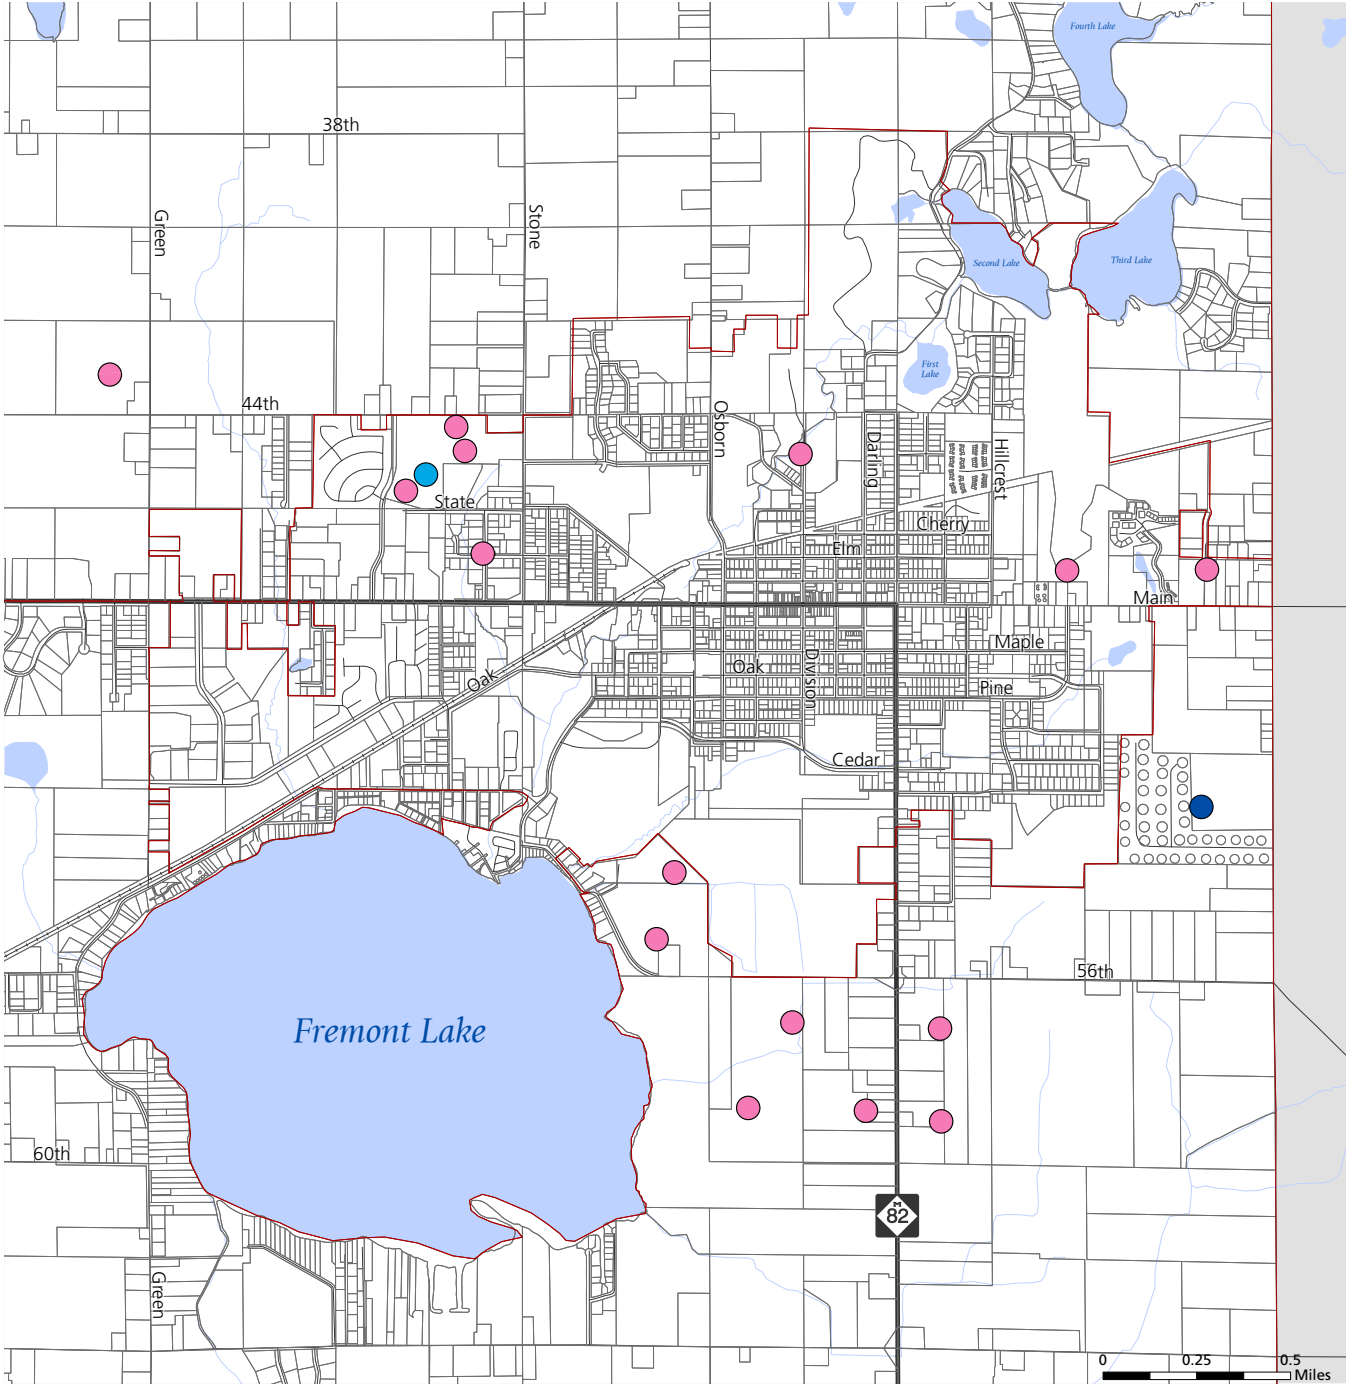 Fourth Lake
38th
Green
Stone
Second Lake
Third Lake
First
Lake
44th
Osborn
Darling
Hillcrest
State
Cherry
Elm
Main
Maple
Oak
Division
Oak
Pine
Cedar
56th
Fremont Lake
60th
M
82
Green
0 0.25 0.5
Miles